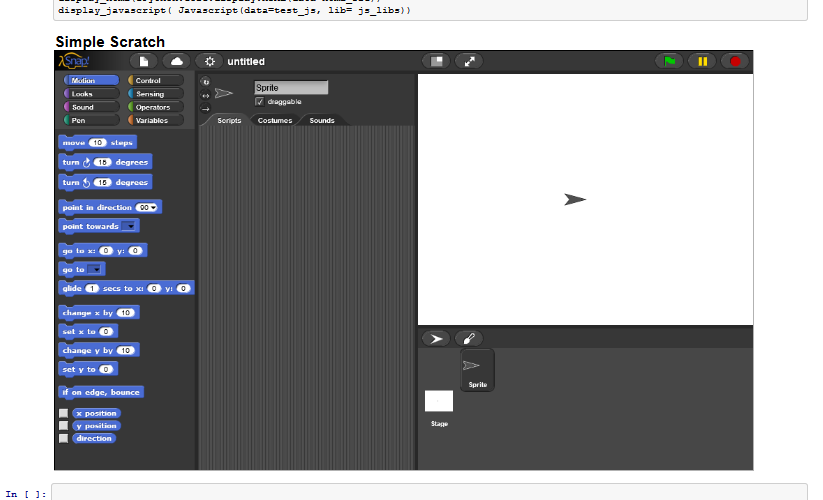 display_javascript( Javascript(data=test_js, lib= js_libs))
Simple Scratch
Snap!
untitled
Motion
Control
Looks
Sensing
Sound
Operators
Pen
Variables
Sprite
draggable
Scripts Costumes Sounds
move 10 steps
turn 15 degrees
turn 15 degrees
point in direction 90
point towards
go to x: 0 y: 0
go to
glide 1 secs to x: 0 y: 0
change x by 10
set x to 0
change y by 10
set y to 0
if on edge, bounce
x position
y position
direction
Sprite
Stage
In [ ]: